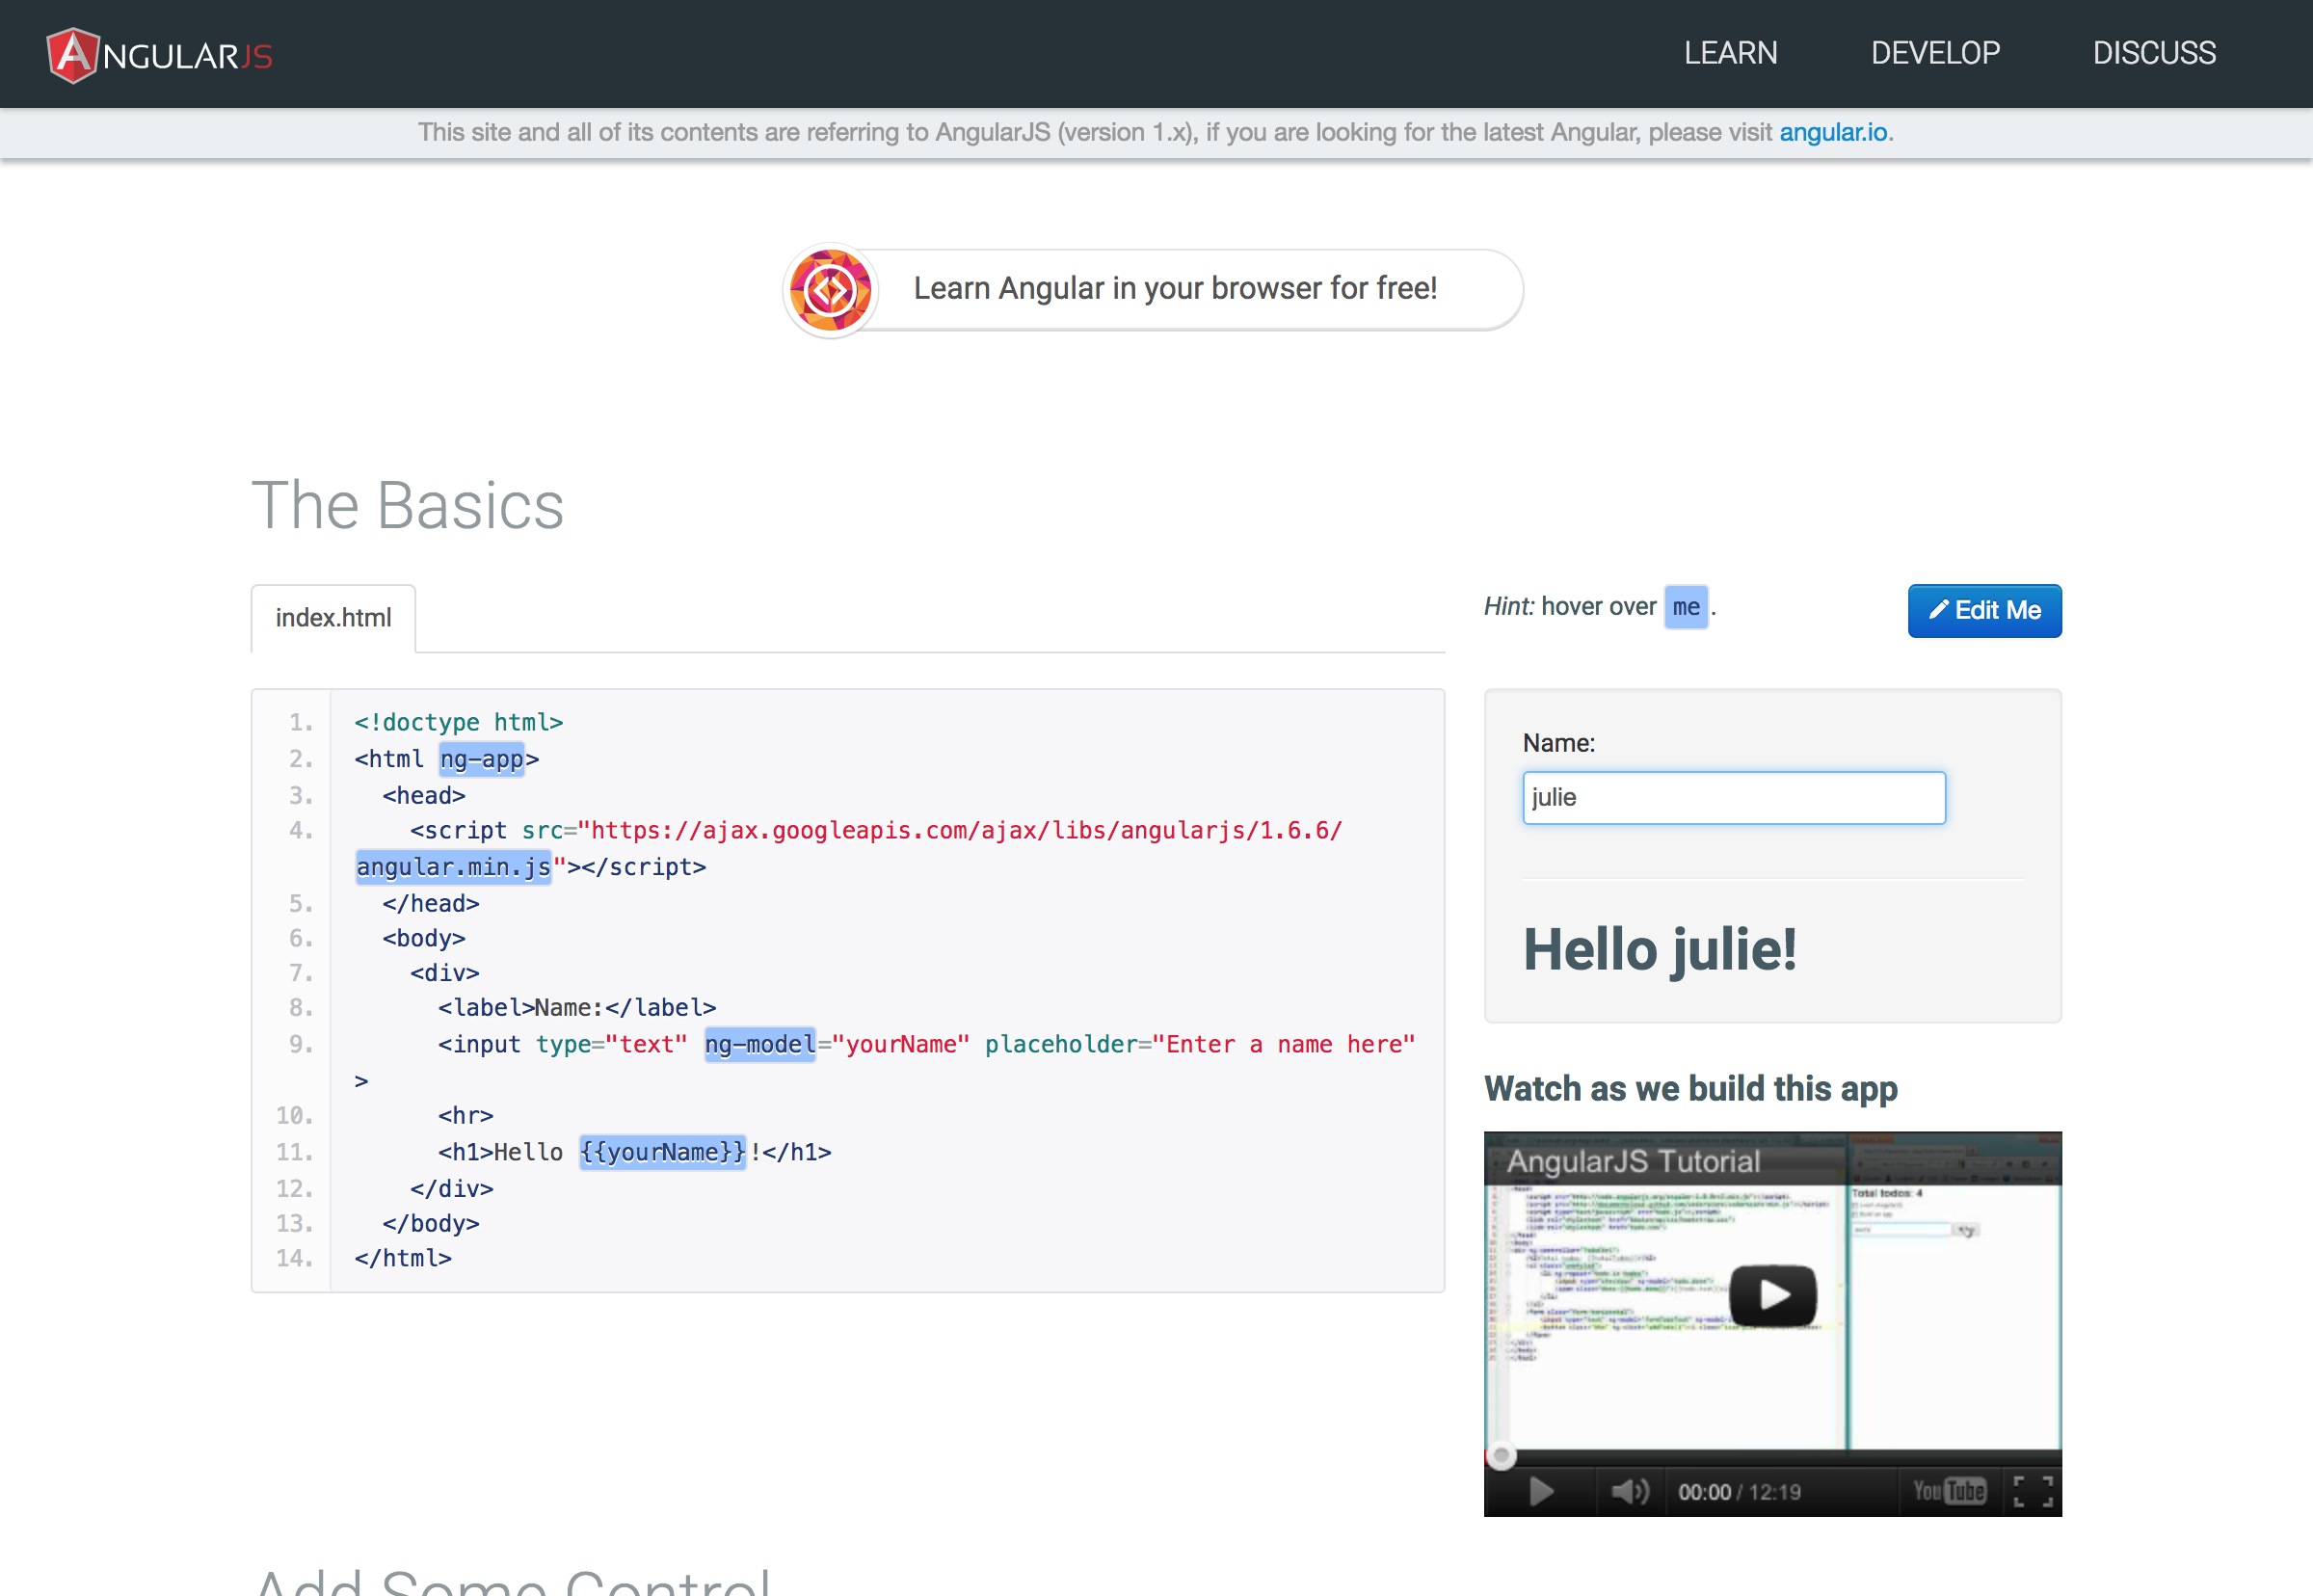 ANGULARJS
LEARN DEVELOP DISCUSS
This site and all of its contents are referring to AngularJS (version 1.x), if you are looking for the latest Angular, please visit angular.io.
Learn Angular in your browser for free!
The Basics
index.html
Hint: hover over me .
Edit Me
1. <!doctype html>
2. <html ng-app>
3. <head>
4. <script src="https://ajax.googleapis.com/ajax/libs/angularjs/1.6.6/
angular.min.js"></script>
5. </head>
6. <body>
7. <div>
8. <label>Name:</label>
9. <input type="text" ng-model="yourName" placeholder="Enter a name here"
>
10. <hr>
11. <h1>Hello {{yourName}}!</h1>
12. </div>
13. </body>
14. </html>
Name:
julie
Hello julie!
Watch as we build this app
AngularJS Tutorial
Total todos: 4
00:00 / 12:19
YouTube
Add Some Control